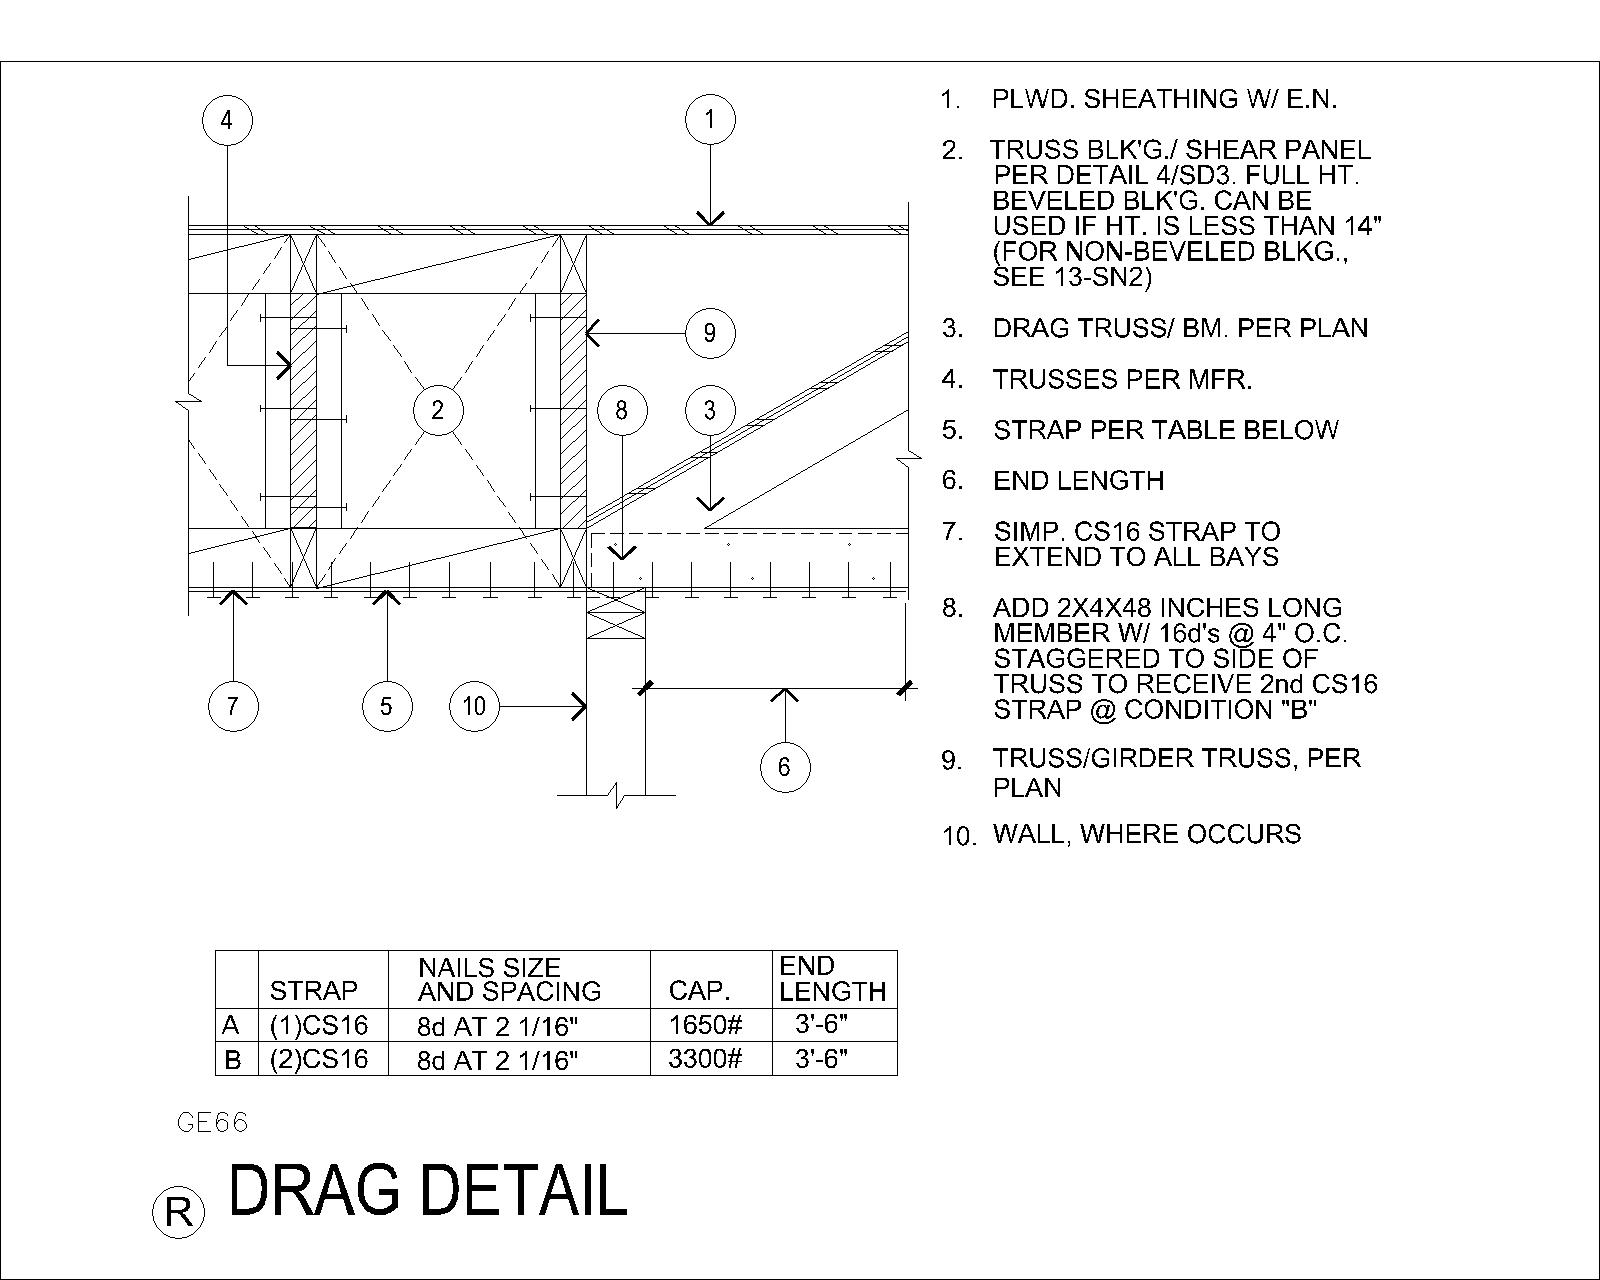 4
1
9
2
8
3
7
5
10
6
1. PLWD. SHEATHING W/ E.N.
2. TRUSS BLK'G./ SHEAR PANEL
PER DETAIL 4/SD3. FULL HT.
BEVELED BLK'G. CAN BE
USED IF HT. IS LESS THAN 14"
(FOR NON-BEVELED BLKG.,
SEE 13-SN2)
3. DRAG TRUSS/ BM. PER PLAN
4. TRUSSES PER MFR.
5. STRAP PER TABLE BELOW
6. END LENGTH
7. SIMP. CS16 STRAP TO
EXTEND TO ALL BAYS
8. ADD 2X4X48 INCHES LONG
MEMBER W/ 16d's @ 4" O.C.
STAGGERED TO SIDE OF
TRUSS TO RECEIVE 2nd CS16
STRAP @ CONDITION "B"
9. TRUSS/GIRDER TRUSS, PER
PLAN
10. WALL, WHERE OCCURS
STRAP NAILS SIZE AND SPACING CAP. END LENGTH
A (1)CS16 8d AT 2 1/16" 1650# 3'-6"
B (2)CS16 8d AT 2 1/16" 3300# 3'-6"
GE66
R DRAG DETAIL